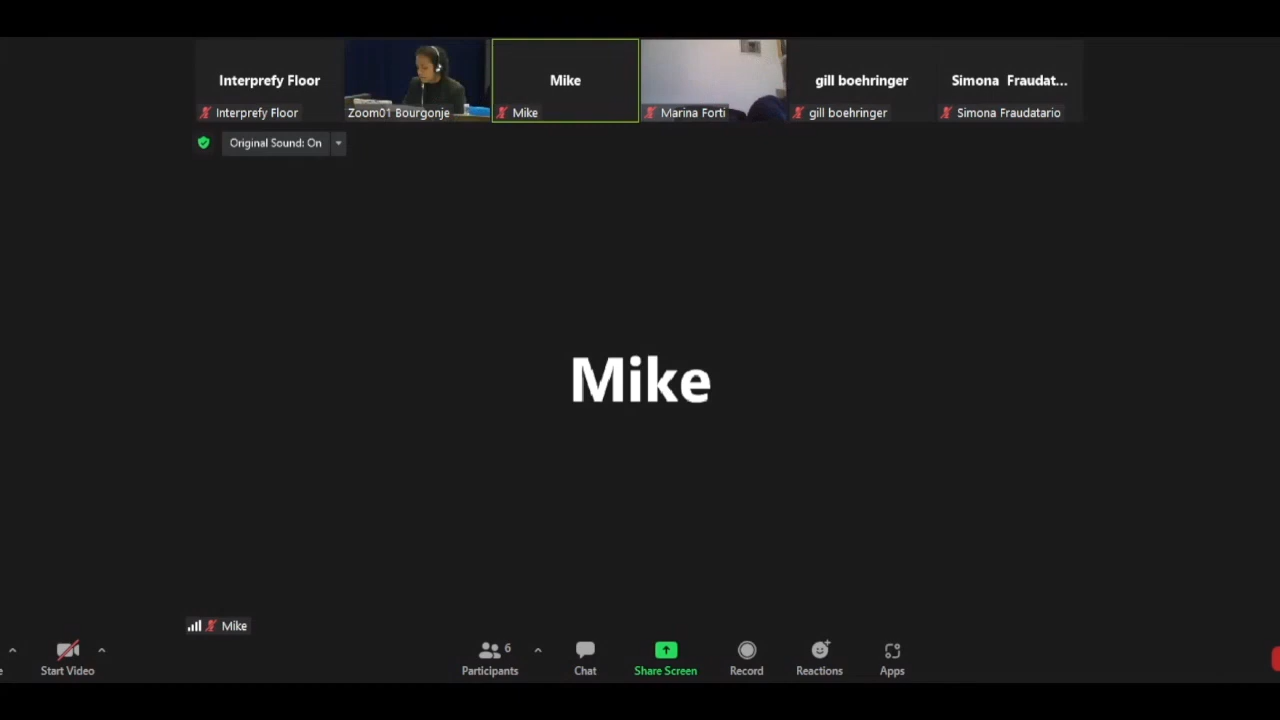 Interprefy Floor
Mike
gill boehringer
Simona Fraudat...
Interprefy Floor
Zoom01 Bourgonje
Mike
Marina Forti
gill boehringer
Simona Fraudatario
Original Sound: On
Mike
Mike
6
e
Start Video
Participants
Chat
Share Screen
Record
Reactions
Apps